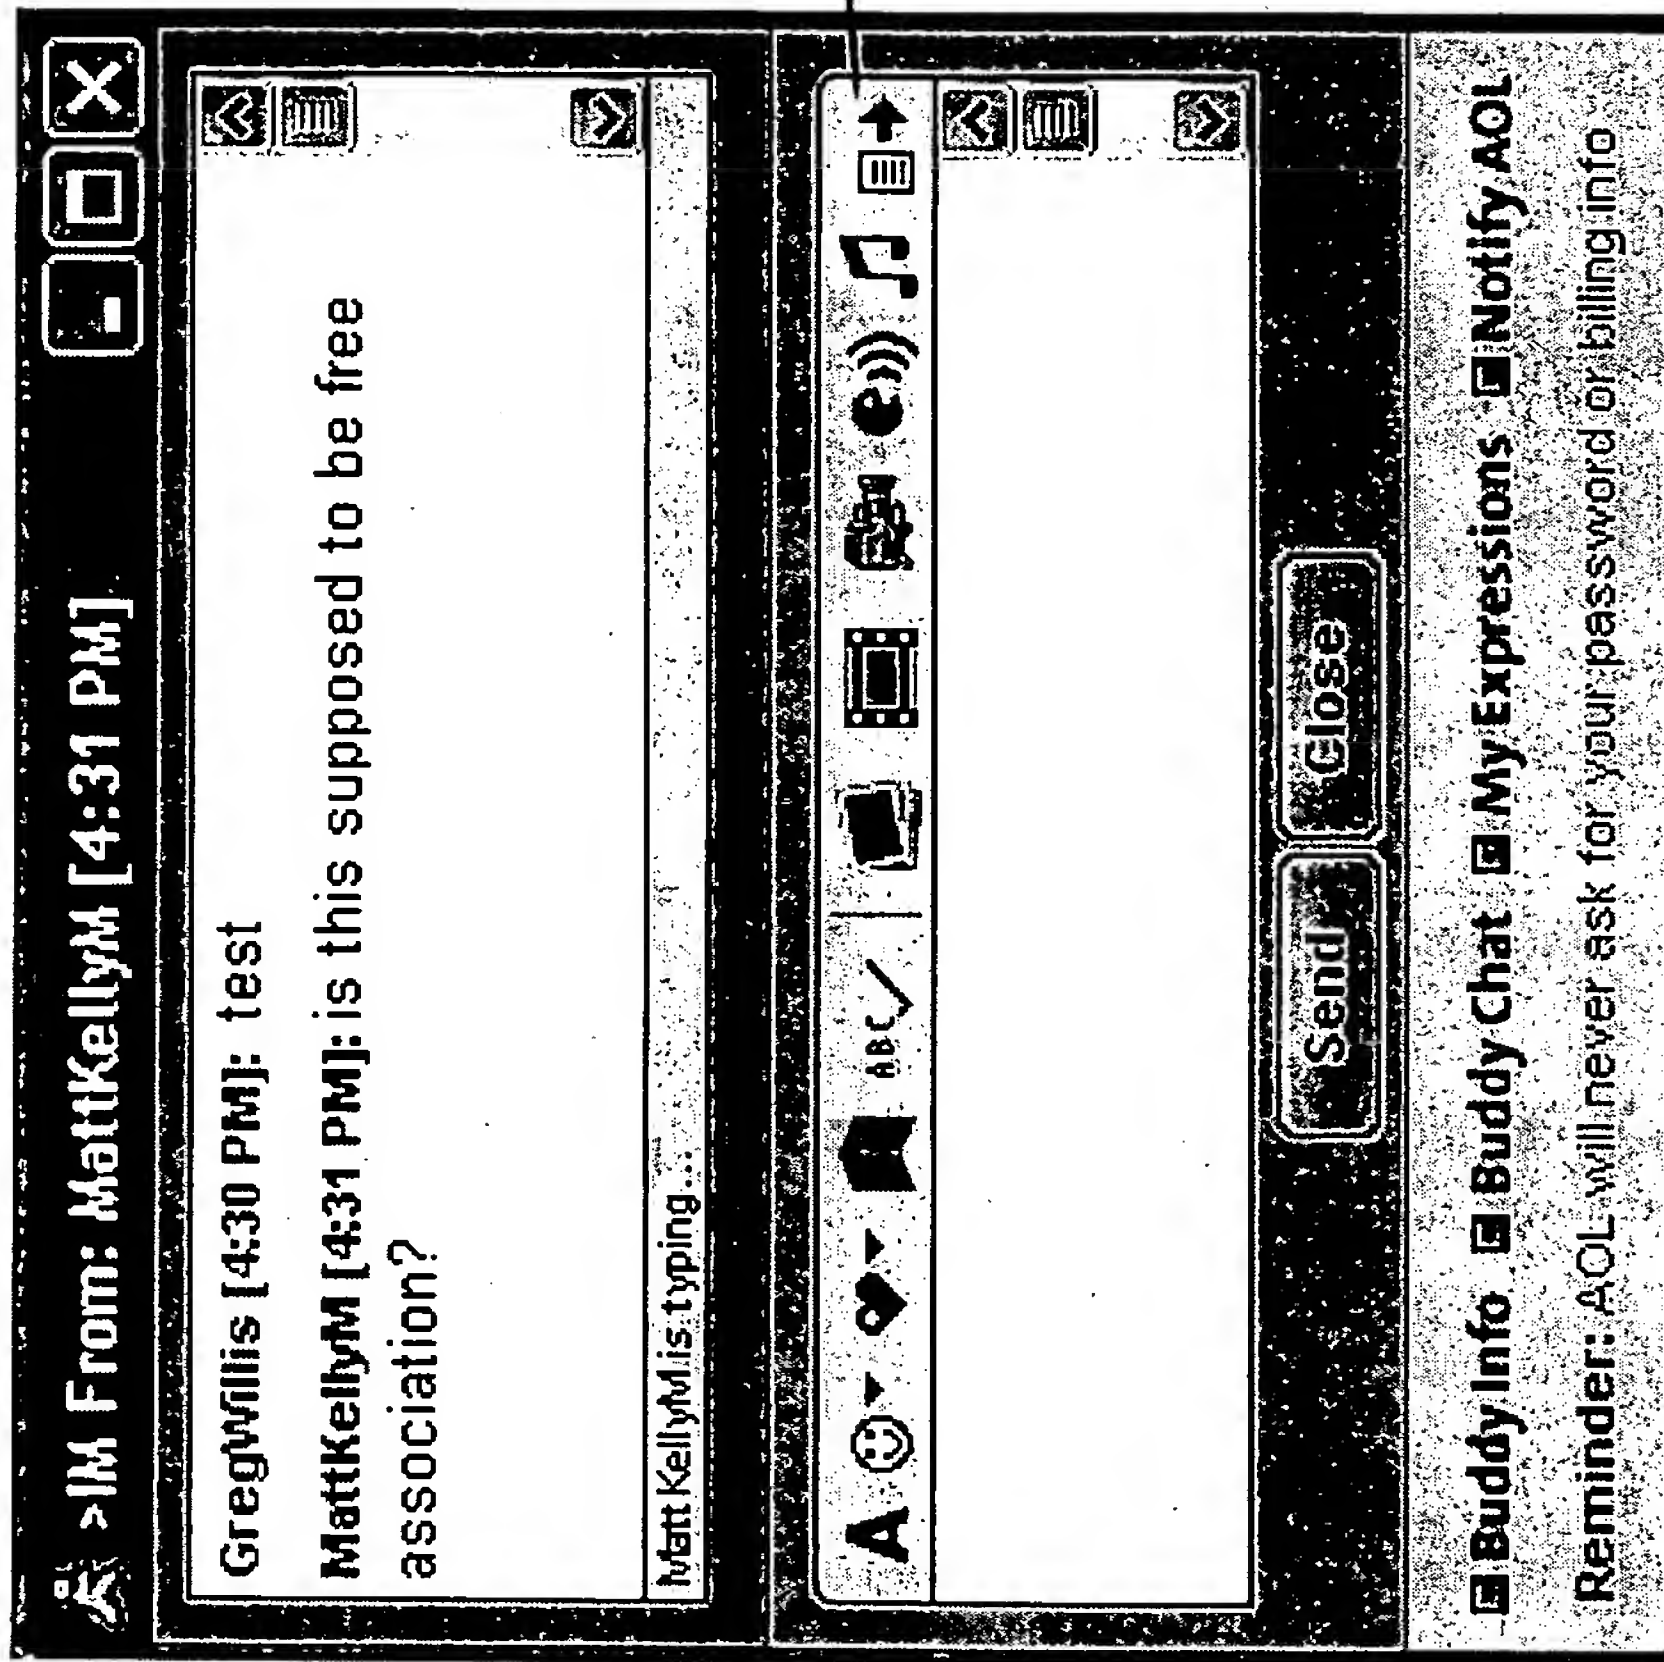 >IM From: MattKellyM [4:31 PM]
GregWillis [4:30 PM]: test
MattKellyM [4:31 PM]: is this supposed to be free
association?
MattKellyM is typing...
A ABC e
Send Close
Buddy Info Buddy Chat My Expressions Notify AOL
Reminder: AOL will never ask for your password or billing info